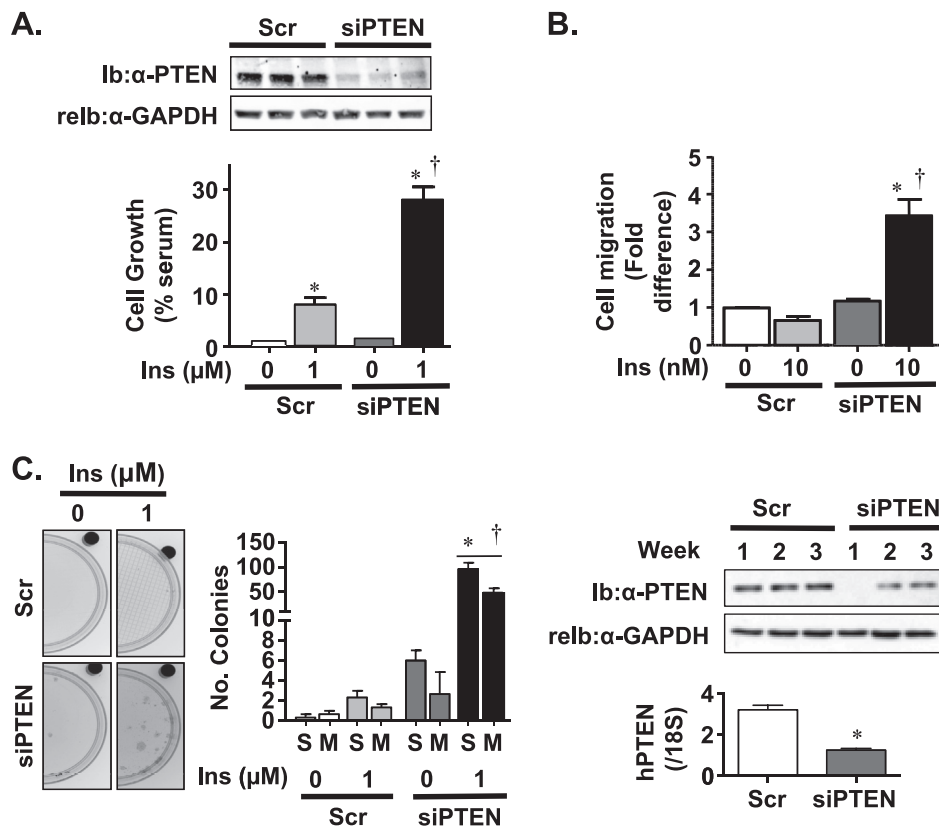 A.
Scr siPTEN
Ib:α-PTEN
reIb:α-GAPDH
Cell Growth
(% serum)
30
20
10
0
* * †
Ins (µM) 0 1 0 1
Scr siPTEN
B.
Cell migration
(Fold
difference)
5
4
3
2
1
0
* †
Ins (nM) 0 10 0 10
Scr siPTEN
C.
Ins (µM)
0 1
Scr
siPTEN
No. Colonies
150
100
50
10
6
4
2
0
* †
S M S M S M S M
Ins (µM) 0 1 0 1
Scr siPTEN
Scr siPTEN
Week 1 2 3 1 2 3
Ib:α-PTEN
reIb:α-GAPDH
hPTEN
(/18S)
4
2
0
*
Scr siPTEN